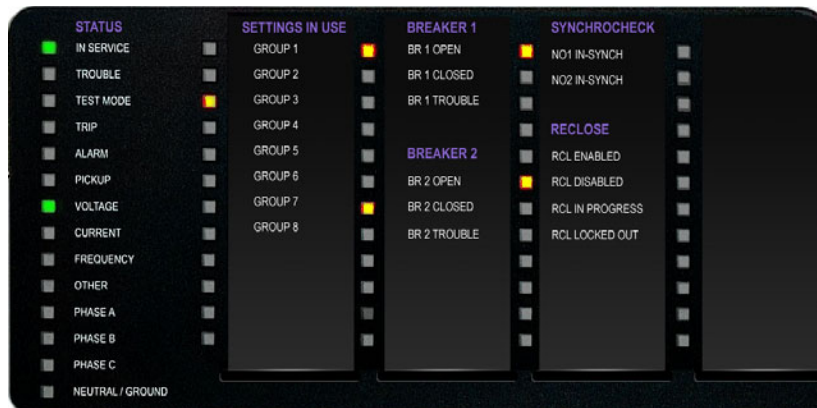 STATUS
IN SERVICE
TROUBLE
TEST MODE
TRIP
ALARM
PICKUP
VOLTAGE
CURRENT
FREQUENCY
OTHER
PHASE A
PHASE B
PHASE C
NEUTRAL / GROUND
SETTINGS IN USE
GROUP 1
GROUP 2
GROUP 3
GROUP 4
GROUP 5
GROUP 6
GROUP 7
GROUP 8
BREAKER 1
BR 1 OPEN
BR 1 CLOSED
BR 1 TROUBLE
BREAKER 2
BR 2 OPEN
BR 2 CLOSED
BR 2 TROUBLE
SYNCHROCHECK
NO1 IN-SYNCH
NO2 IN-SYNCH
RECLOSE
RCL ENABLED
RCL DISABLED
RCL IN PROGRESS
RCL LOCKED OUT